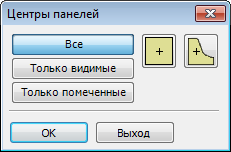 Центры панелей
Все
Только видимые
Только помеченные
OK
Выход